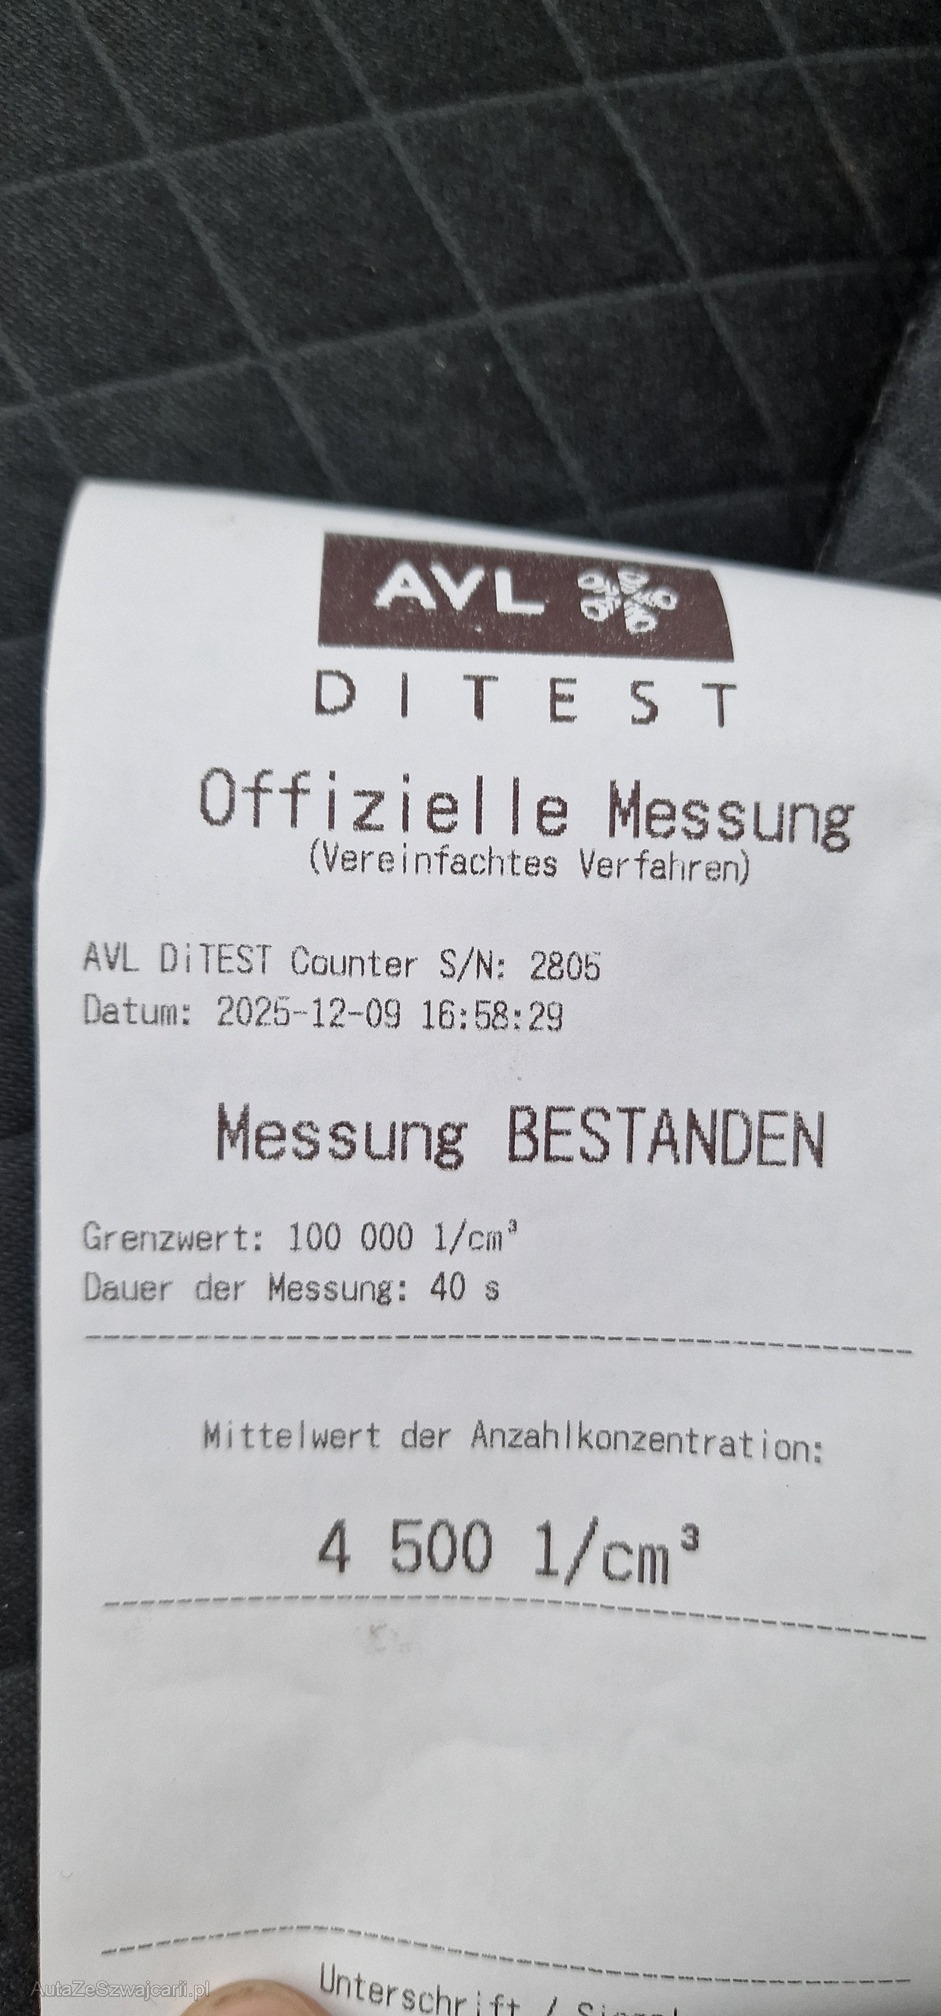 AVL
DITEST
Offizielle Messung
(Vereinfachtes Verfahren)
AVL DiTEST Counter S/N: 2805
Datum: 2025-12-09 16:58:29
Messung BESTANDEN
Grenzwert: 100 000 1/cm³
Dauer der Messung: 40 s
Mittelwert der Anzahlkonzentration:
4 500 1/cm³
Unterschrift /
AutaZeSzwajcarii.pl